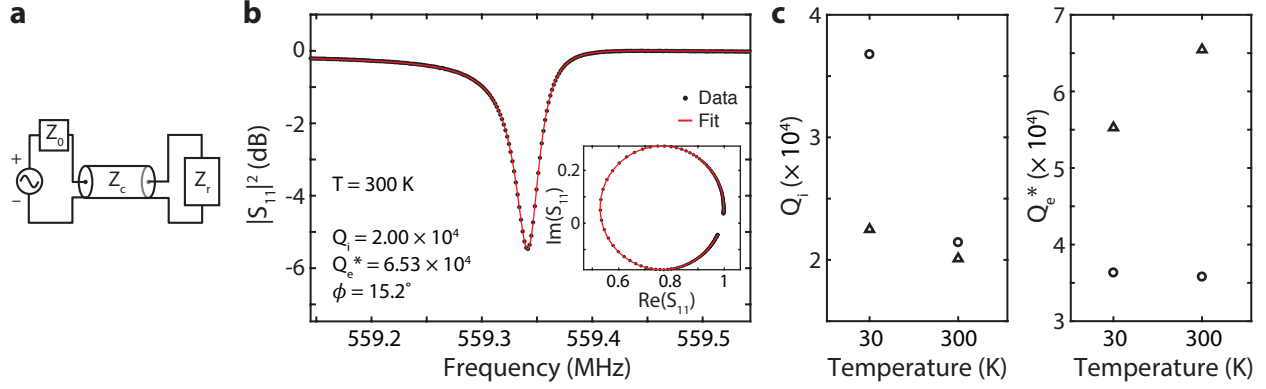 a
Z0
+
−
Zc
Zr
b
|S11|² (dB)
0
-2
-4
-6
559.2
559.3
559.4
559.5
Frequency (MHz)
Data
Fit
T = 300 K
Qi = 2.00 × 10⁴
Qe* = 6.53 × 10⁴
ϕ = 15.2°
Im(S11)
0.2
0
0.6
0.8
1
Re(S11)
c
Qi (× 10⁴)
4
3
2
30
300
Temperature (K)
Qe* (× 10⁴)
7
6
5
4
3
30
300
Temperature (K)